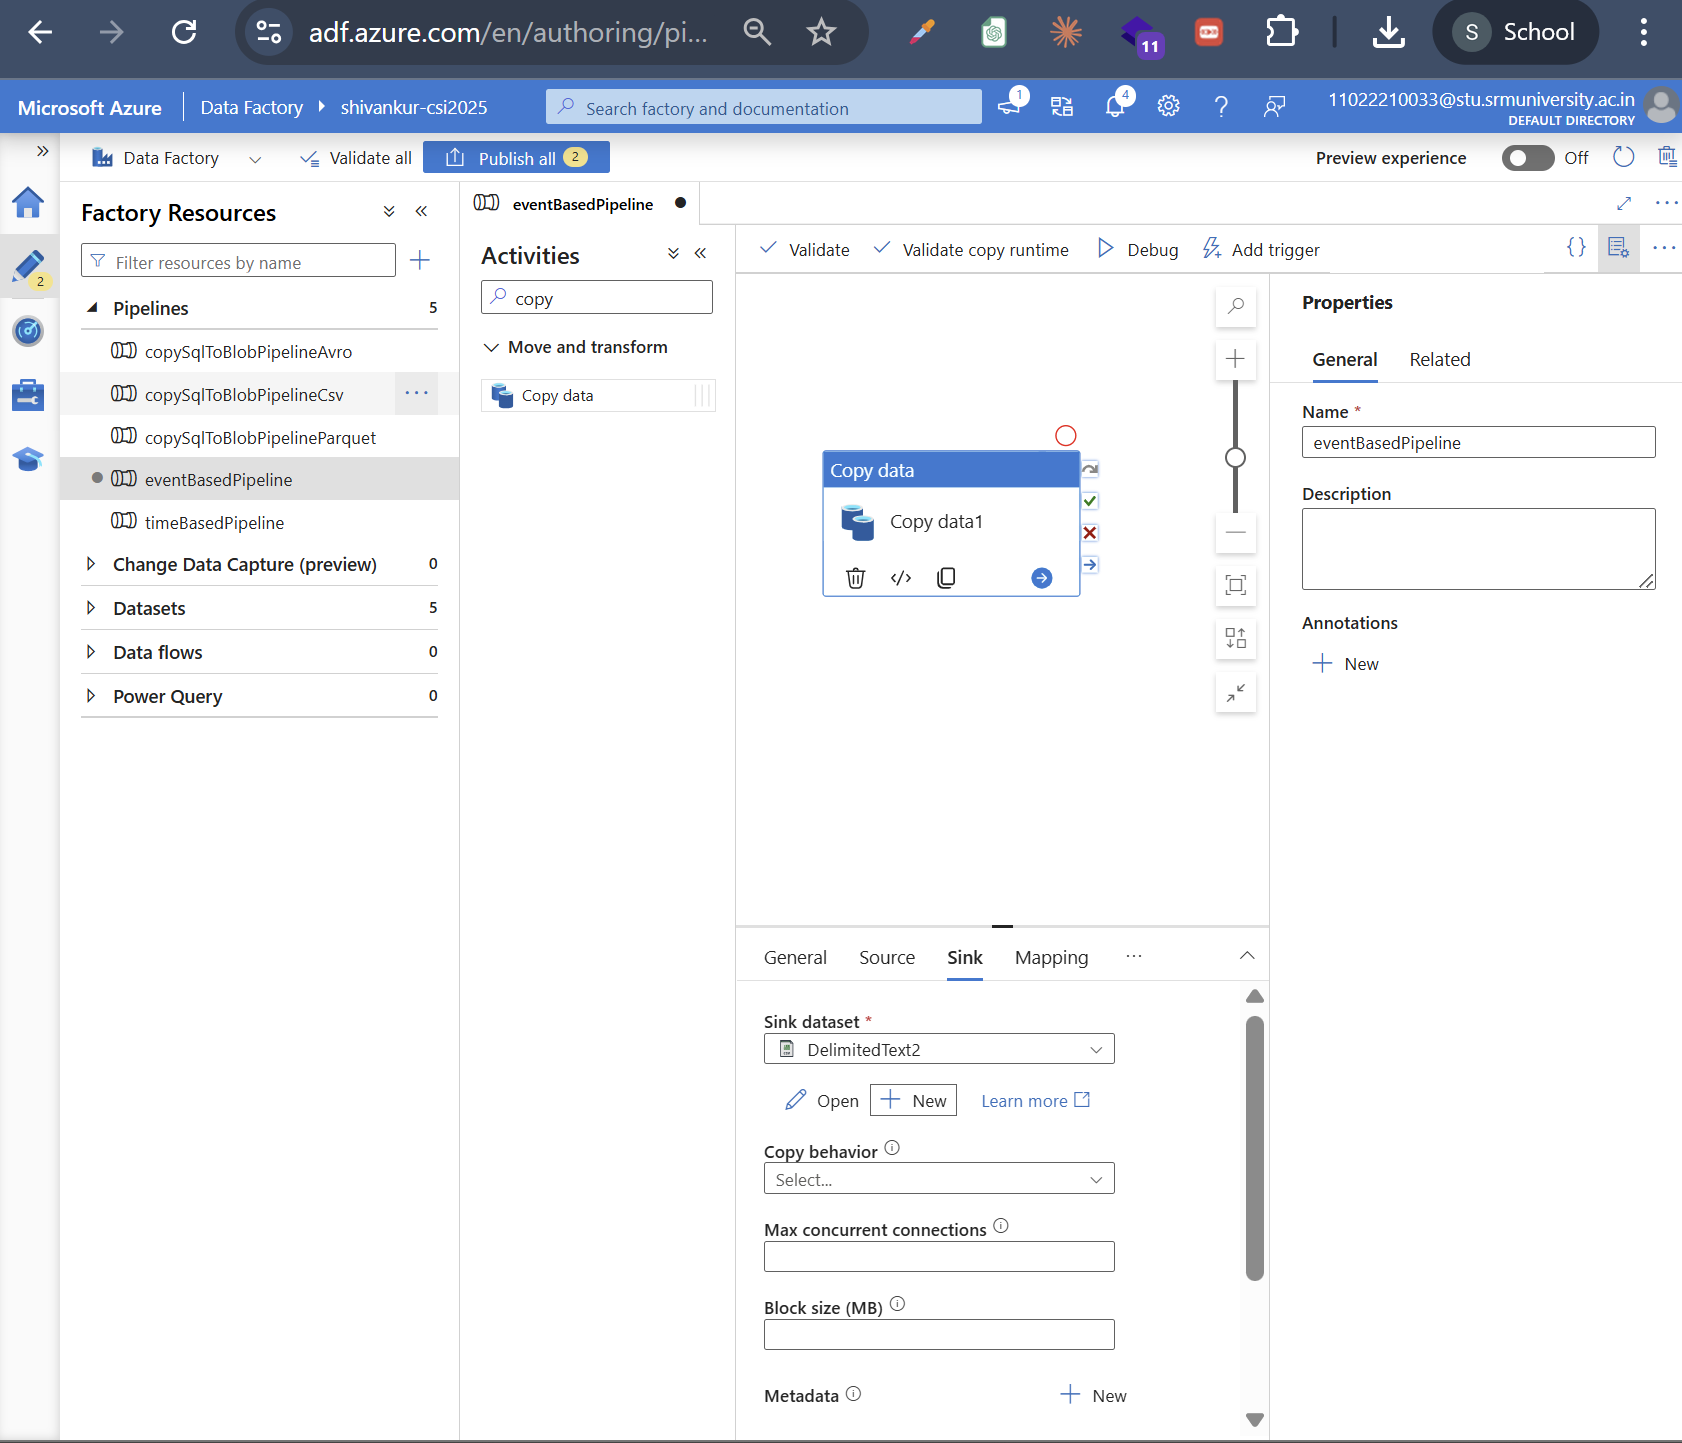 adf.azure.com/en/authoring/pi...
11
S School
Microsoft Azure
Data Factory
shivankur-csi2025
Search factory and documentation
1
4
11022210033@stu.srmuniversity.ac.in
DEFAULT DIRECTORY
Data Factory
Validate all
Publish all 2
Preview experience
Off
2
Factory Resources
Filter resources by name
Pipelines 5
copySqlToBlobPipelineAvro
copySqlToBlobPipelineCsv
copySqlToBlobPipelineParquet
eventBasedPipeline
timeBasedPipeline
Change Data Capture (preview) 0
Datasets 5
Data flows 0
Power Query 0
eventBasedPipeline
Activities
copy
Move and transform
Copy data
Validate
Validate copy runtime
Debug
Add trigger
Copy data
Copy data1
Properties
General
Related
Name *
eventBasedPipeline
Description
Annotations
New
General
Source
Sink
Mapping
Sink dataset *
DelimitedText2
Open
New
Learn more
Copy behavior
Select...
Max concurrent connections
Block size (MB)
Metadata
New